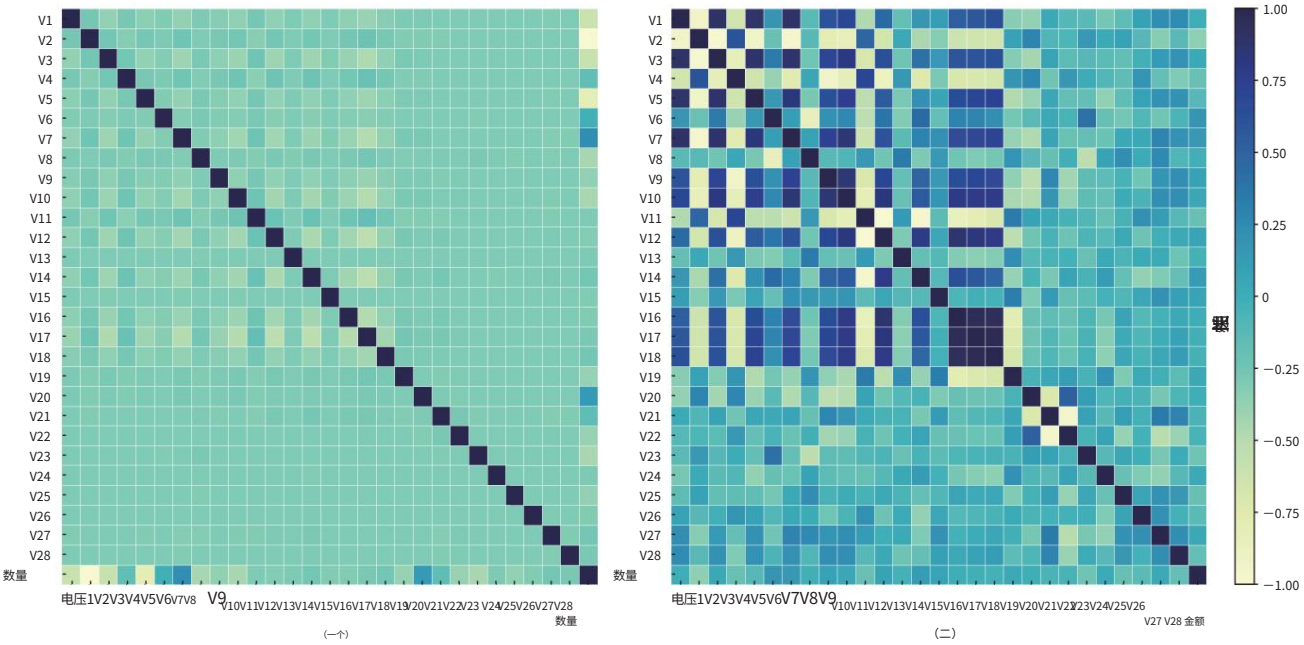 V1
V2
V3
V4
V5
V6
V7
V8
V9
V10
V11
V12
V13
V14
V15
V16
V17
V18
V19
V20
V21
V22
V23
V24
V25
V26
V27
V28
数量
电压1V2V3V4V5V6V7V8 V9
V10V11V12V13V14V15V16V17V18V19V20V21V22V23 V24V25V26V27V28
数量
（一个）
V1
V2
V3
V4
V5
V6
V7
V8
V9
V10
V11
V12
V13
V14
V15
V16
V17
V18
V19
V20
V21
V22
V23
V24
V25
V26
V27
V28
数量
电压1V2V3V4V5V6V7V8V9
V10V11V12V13V14V15V16V17V18V19V20V21V22V23V24V25V26
V27 V28 金额
（二）
1.00
0.75
0.50
0.25
0
−0.25
−0.50
−0.75
−1.00